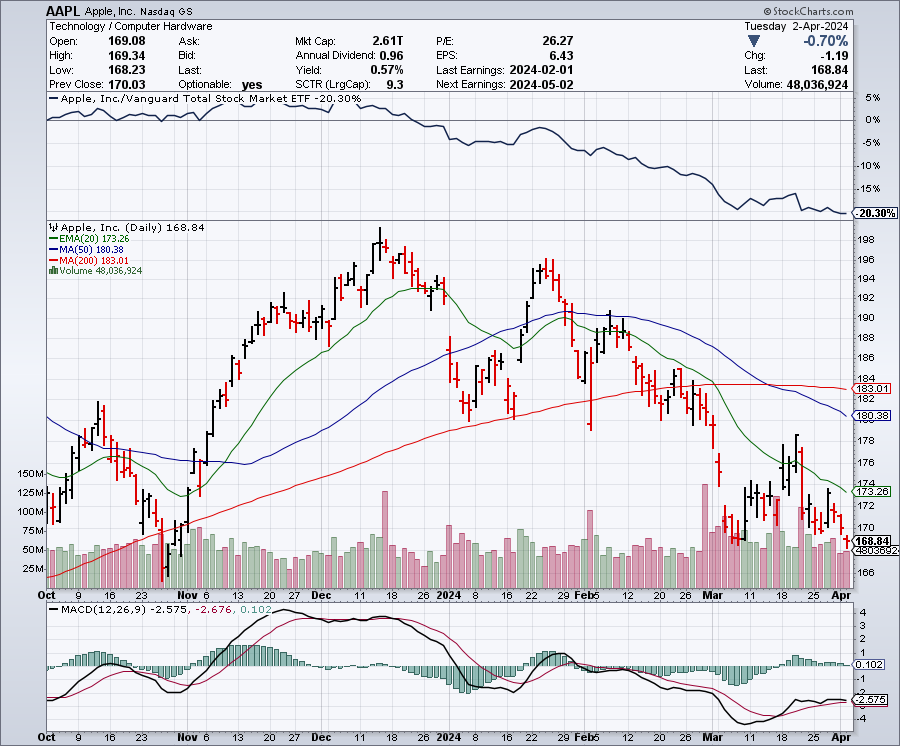 AAPL Apple, Inc. Nasdaq GS ® StockCharts.com
Technology / Computer Hardware Tuesday 2-Apr-2024
Open: 169.08 Ask: Mkt Cap: 2.61T P/E: 26.27 -0.70%
High: 169.34 Bid: Annual Dividend: 0.96 EPS: 6.43 Chg: -1.19
Low: 168.23 Last: Yield: 0.57% Last Earnings: 2024-02-01 Last: 168.84
Prev Close: 170.03 Optionable: yes SCTR (LrgCap): 9.3 Next Earnings: 2024-05-02 Volume: 48,036,924
Apple, Inc./Vanguard Total Stock Market ETF -20.30%
5%
0%
-5%
-10%
-15%
-20.30%
Apple, Inc. (Daily) 168.84
EMA(20) 173.26
MA(50) 180.38
MA(200) 183.01
Volume 48,036,924
198
196
194
192
190
188
186
184
183.01
182
180.38
178
176
174
173.26
172
170
168.84
48036924
166
150M
125M
100M
75M
50M
25M
Oct 9 16 23 Nov 6 13 20 27 Dec 11 18 26 2024 8 16 22 29 Feb 5 12 20 26 Mar 11 18 25 Apr
MACD(12,26,9) -2.575, -2.676, 0.102
4
3
2
1
0.102
-1
-2.575
-4
Oct 9 16 23 Nov 6 13 20 27 Dec 11 18 26 2024 8 16 22 29 Feb 5 12 20 26 Mar 11 18 25 Apr